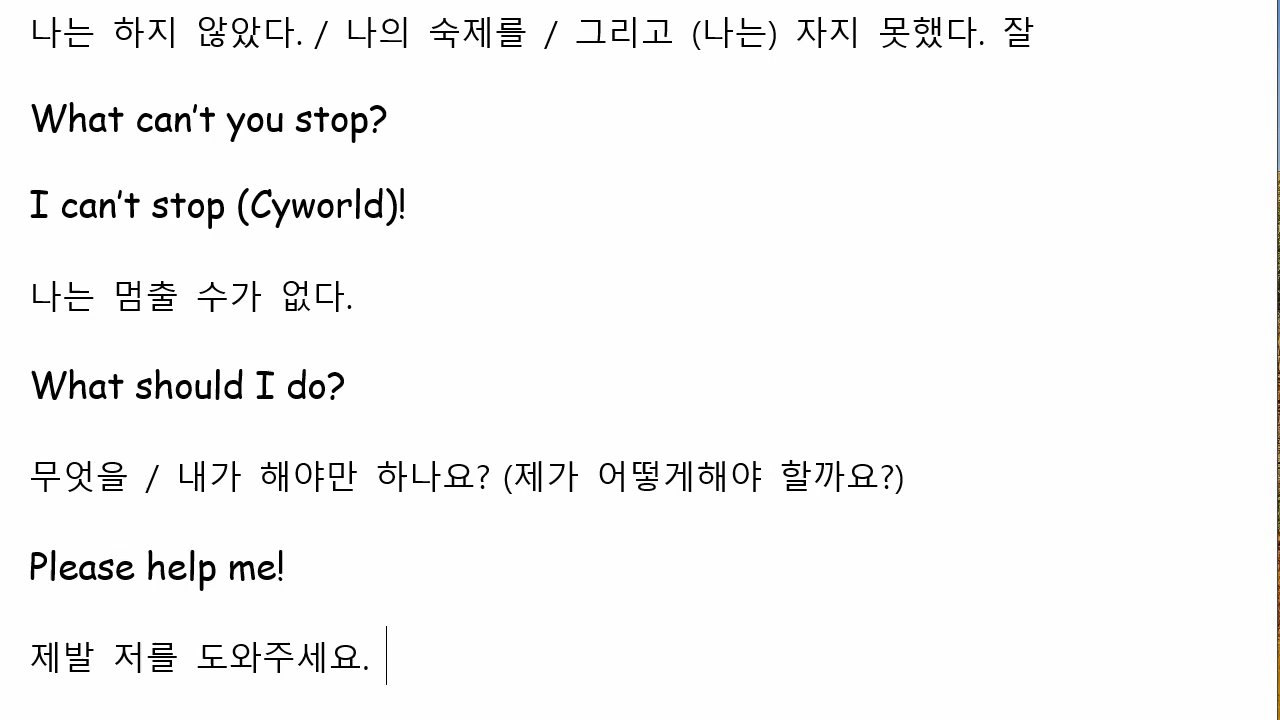 나는 하지 않았다. / 나의 숙제를 / 그리고 (나는) 자지 못했다. 잘
What can’t you stop?
I can’t stop (Cyworld)!
나는 멈출 수가 없다.
What should I do?
무엇을 / 내가 해야만 하나요? (제가 어떻게해야 할까요?)
Please help me!
제발 저를 도와주세요.